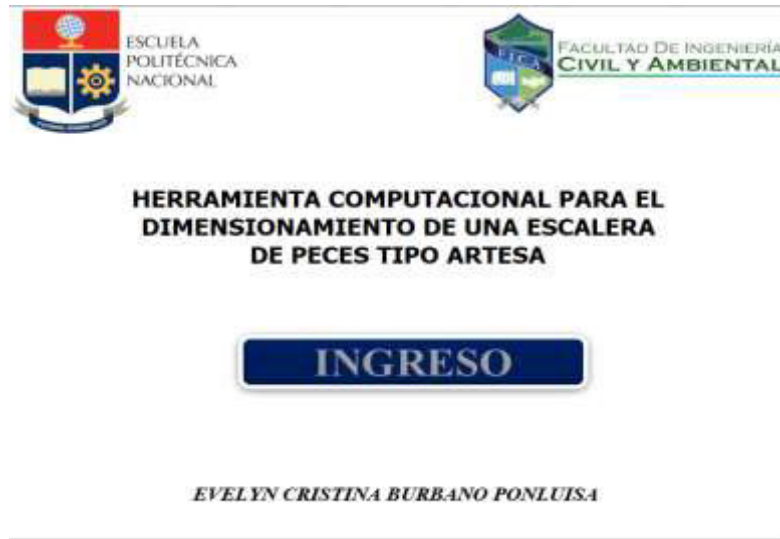 ESCUELA
POLITÉCNICA
NACIONAL
FICA
FACULTAD DE INGENIERÍA
CIVIL Y AMBIENTAL
HERRAMIENTA COMPUTACIONAL PARA EL
DIMENSIONAMIENTO DE UNA ESCALERA
DE PECES TIPO ARTESA
INGRESO
EVELYN CRISTINA BURBANO PONLUISA